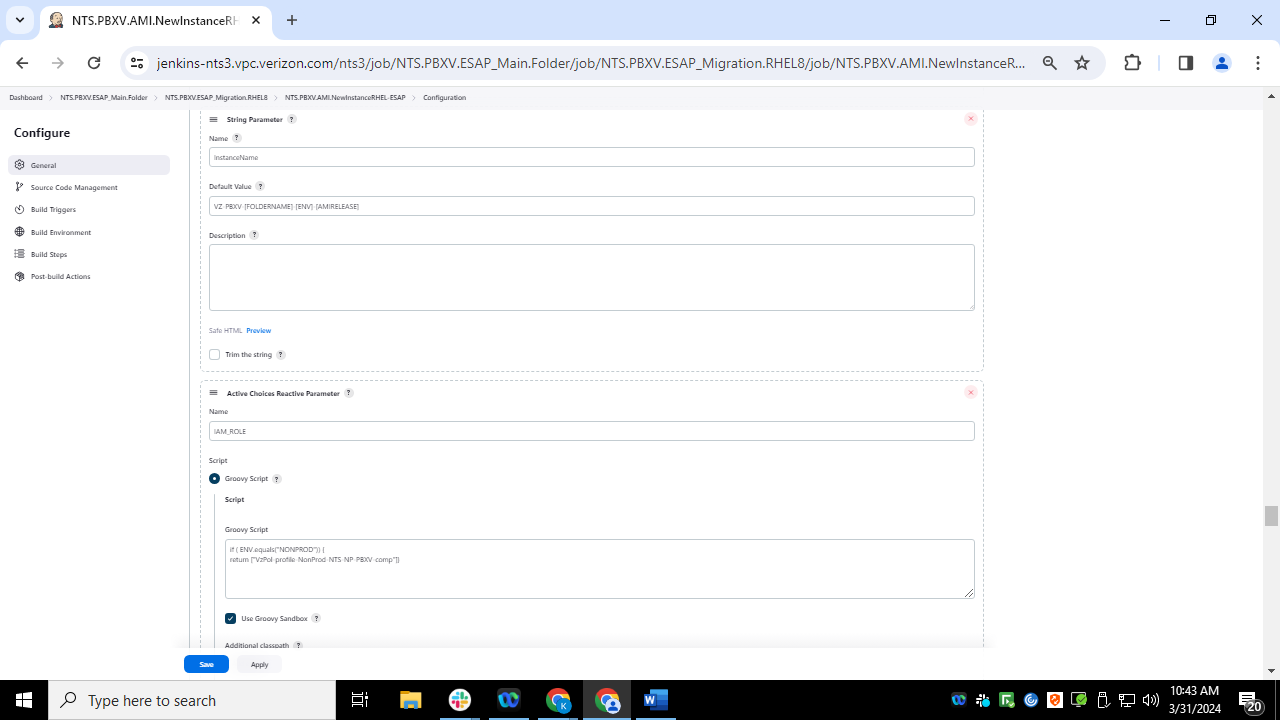 NTS.PBXV.AMI.NewInstanceRH
jenkins-nts3.vpc.verizon.com/nts3/job/NTS.PBXV.ESAP_Main.Folder/job/NTS.PBXV.ESAP_Migration.RHEL8/job/NTS.PBXV.AMI.NewInstanceR...
Dashboard > NTS.PBXV.ESAP_Main.Folder > NTS.PBXV.ESAP_Migration.RHEL8 > NTS.PBXV.AMI.NewInstanceRHEL-ESAP > Configuration
Configure
General
Source Code Management
Build Triggers
Build Environment
Build Steps
Post-build Actions
String Parameter ?
Name ?
InstanceName
Default Value ?
VZ-PBXV-[FOLDERNAME]-[ENV]-[AMIRELEASE]
Description ?
Safe HTML Preview
Trim the string ?
Active Choices Reactive Parameter ?
Name
IAM_ROLE
Script
Groovy Script ?
Script
Groovy Script
if ( ENV.equals("NONPROD")) {
return ["VzPol-profile-NonProd-NTS-NP-PBXV-comp"]}
Use Groovy Sandbox ?
Additional classpath ?
Save
Apply
Type here to search
K
W
10:43 AM
3/31/2024
20